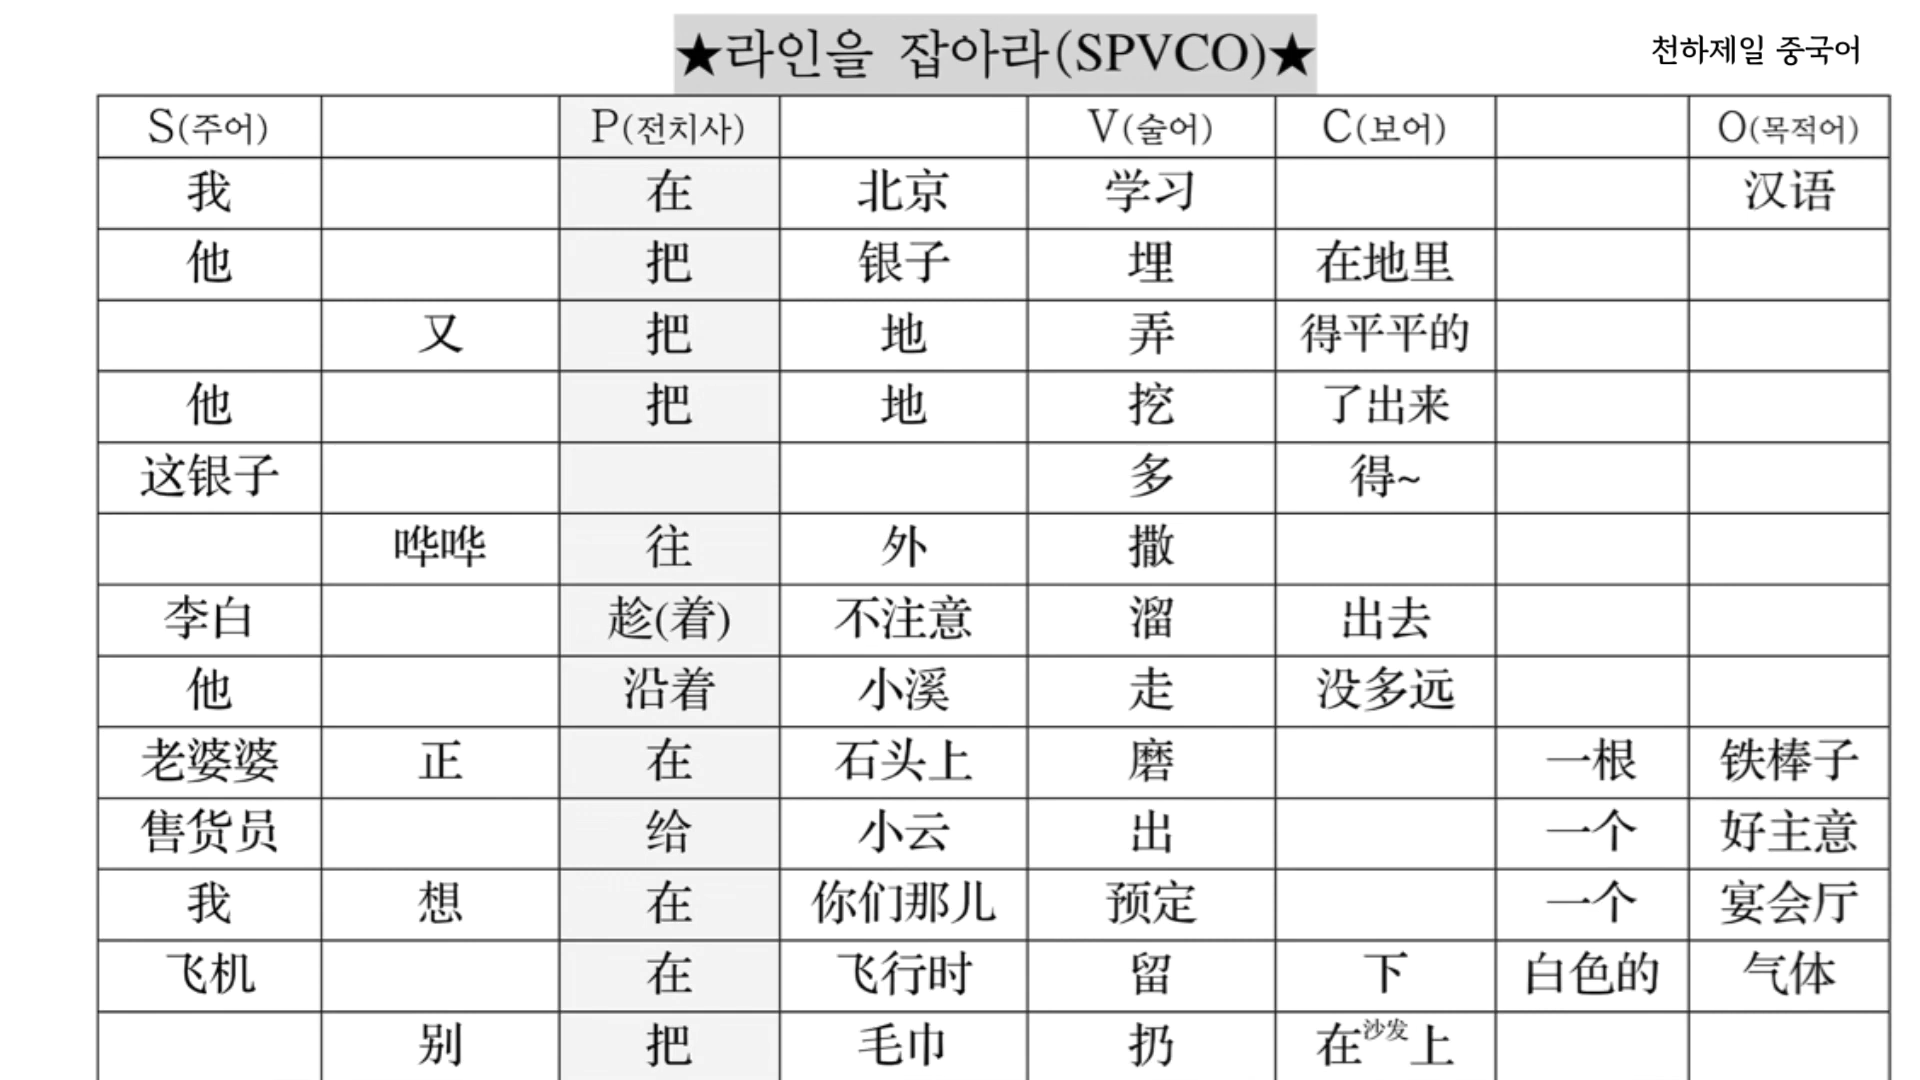 ★라인을 잡아라(SPVCO)★
천하제일 중국어
S(주어) P(전치사) V(술어) C(보어) O(목적어)
我 在 北京 学习 汉语
他 把 银子 埋 在地里
又 把 地 弄 得平平的
他 把 地 挖 了出来
这银子 多 得~
哗哗 往 外 撒
李白 趁(着) 不注意 溜 出去
他 沿着 小溪 走 没多远
老婆婆 正 在 石头上 磨 一根 铁棒子
售货员 给 小云 出 一个 好主意
我 想 在 你们那儿 预定 一个 宴会厅
飞机 在 飞行时 留 下 白色的 气体
别 把 毛巾 扔 在沙发上